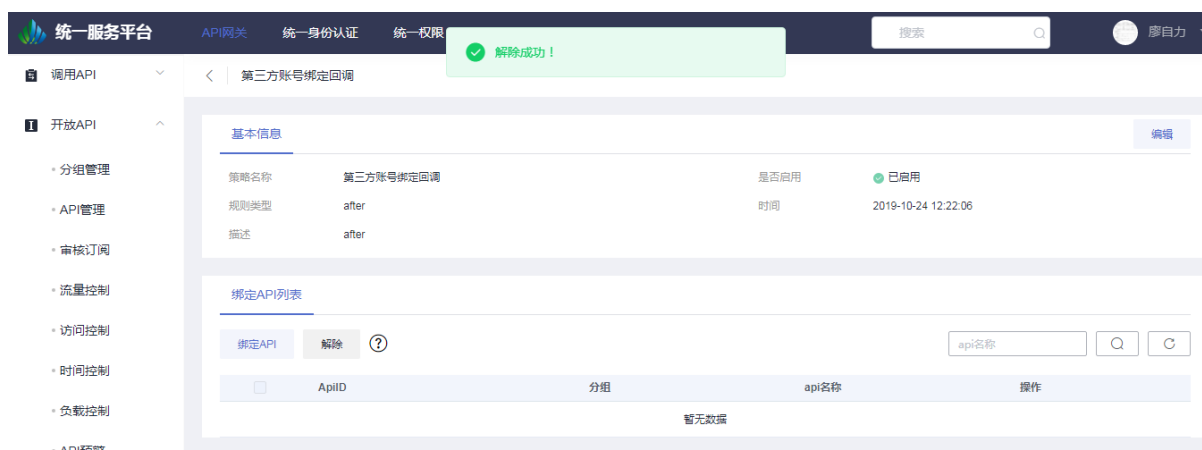 统一服务平台 API网关 统一身份认证 统一权限 搜索 廖自力
解除成功！
调用API
第三方账号绑定回调
开放API
基本信息 编辑
分组管理
策略名称 第三方账号绑定回调 是否启用 已启用
规则类型 after 时间 2019-10-24 12:22:06
API管理
描述 after
审核订阅
流量控制
绑定API列表
访问控制
绑定API 解除 ? api名称
时间控制
ApiID 分组 api名称 操作
负载控制
暂无数据
API预警